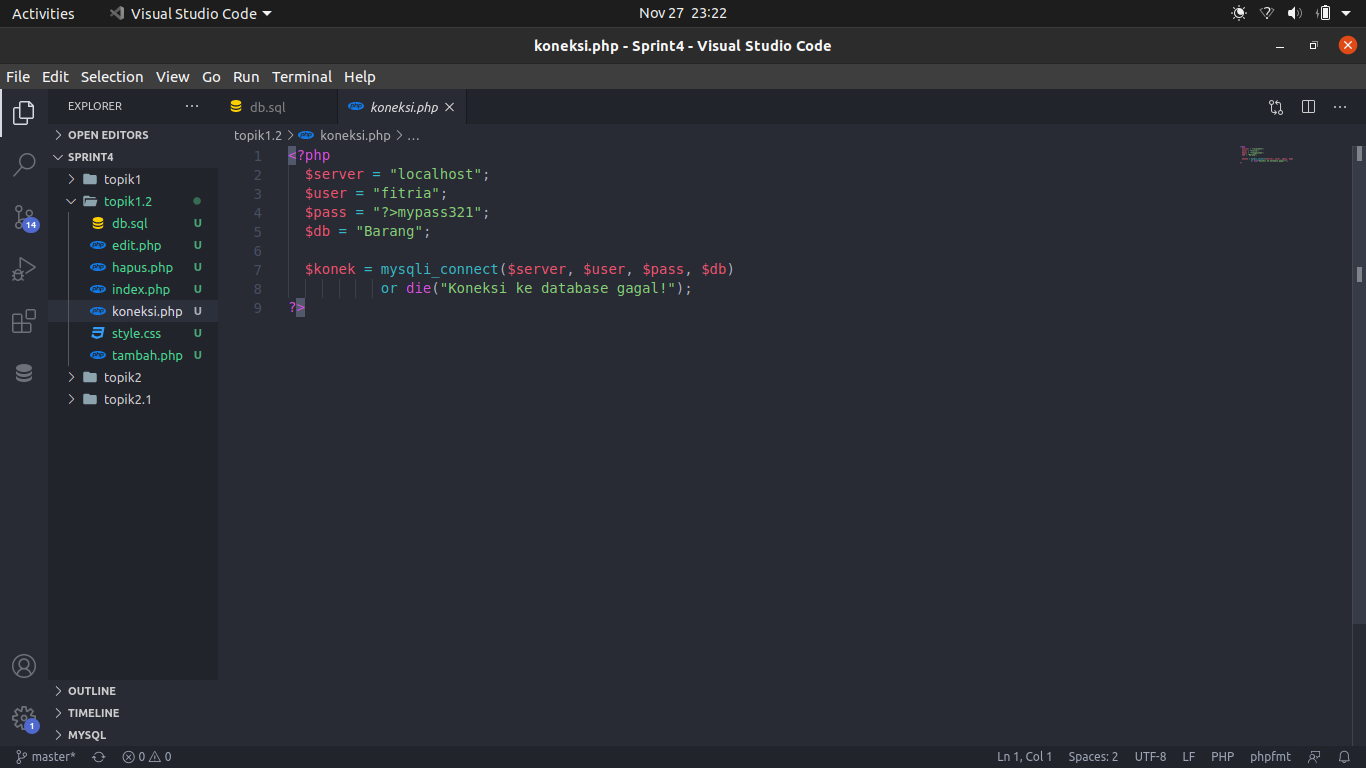 Activities
Visual Studio Code
Nov 27 23:22
koneksi.php - Sprint4 - Visual Studio Code
File Edit Selection View Go Run Terminal Help
EXPLORER
OPEN EDITORS
SPRINT4
topik1
topik1.2
db.sql U
edit.php U
hapus.php U
index.php U
koneksi.php U
style.css U
tambah.php U
topik2
topik2.1
OUTLINE
TIMELINE
MYSQL
14
1
db.sql
koneksi.php
topik1.2 > koneksi.php > ...
1 <?php
2 $server = "localhost";
3 $user = "fitria";
4 $pass = "?>mypass321";
5 $db = "Barang";
6
7 $konek = mysqli_connect($server, $user, $pass, $db)
8 or die("Koneksi ke database gagal!");
9 ?>
master* 0 0
Ln 1, Col 1 Spaces: 2 UTF-8 LF PHP phpfmt